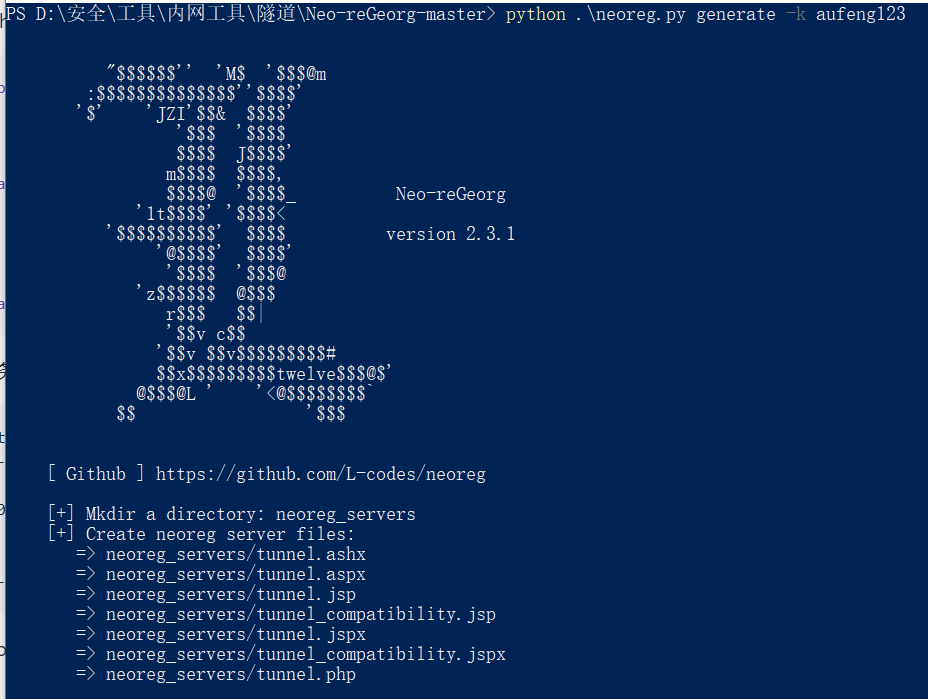 PS D:\安全\工具\内网工具\隧道\Neo-reGeorg-master> python .\neoreg.py generate -k aufeng123
"$$$$$$''  'M$  '$$$@m
:$$$$$$$$$$$$$$''$$$$'
'$'    'JZI'$$&  $$$$'
'$$$  '$$$$
$$$$  J$$$$'
m$$$$  $$$$,
$$$$@  '$$$$_          Neo-reGeorg
'1t$$$$' '$$$$<
'$$$$$$$$$$'  $$$$          version 2.3.1
'@$$$$'  $$$$'
'$$$$  '$$$@
'z$$$$$$  @$$$
r$$$   $$|
'$$v c$$
'$$v $$v$$$$$$$$$#
$$x$$$$$$$$$twelve$$$@$'
@$$$@L '    '<@$$$$$$$$`
$$                 '$$$
[ Github ] https://github.com/L-codes/neoreg
[+] Mkdir a directory: neoreg_servers
[+] Create neoreg server files:
=> neoreg_servers/tunnel.ashx
=> neoreg_servers/tunnel.aspx
=> neoreg_servers/tunnel.jsp
=> neoreg_servers/tunnel_compatibility.jsp
=> neoreg_servers/tunnel.jspx
=> neoreg_servers/tunnel_compatibility.jspx
=> neoreg_servers/tunnel.php